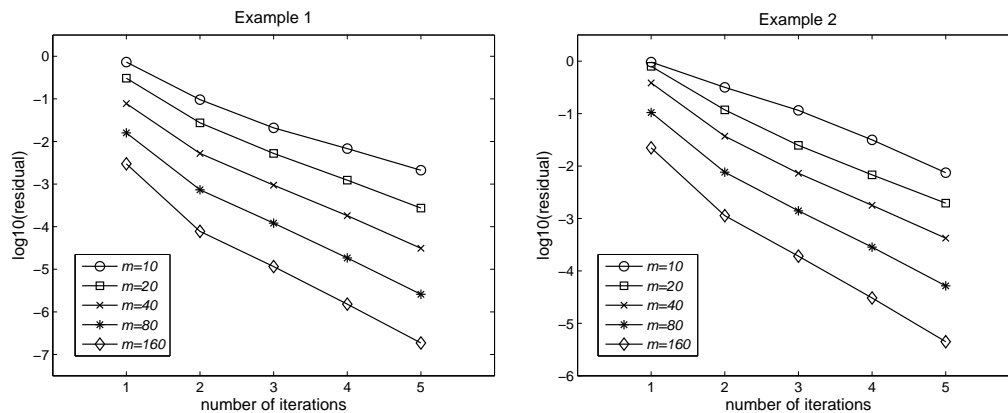 Example 1
0
−1
−2
−3
−4
−5
−6
−7
log10(residual)
m=10
m=20
m=40
m=80
m=160
1 2 3 4 5
number of iterations
Example 2
0
−1
−2
−3
−4
−5
−6
log10(residual)
m=10
m=20
m=40
m=80
m=160
1 2 3 4 5
number of iterations